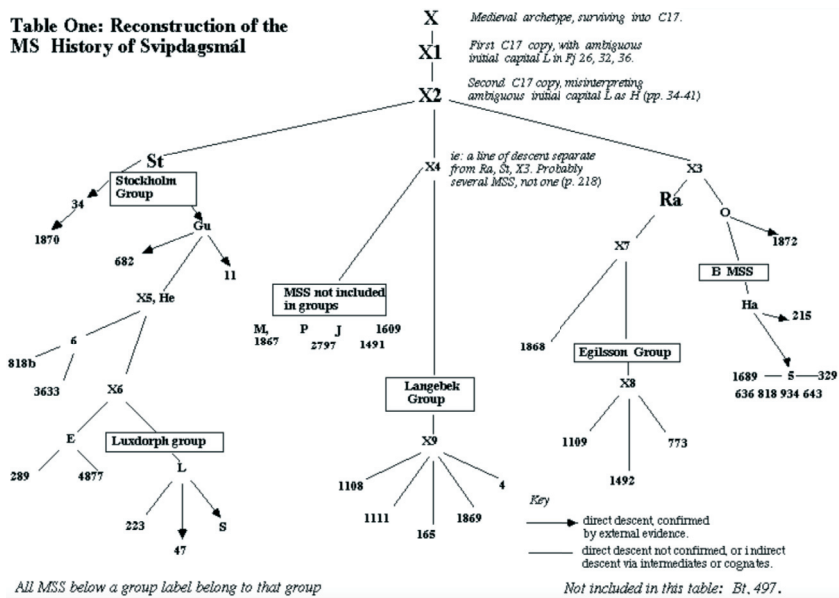 Table One: Reconstruction of the
MS History of Svipdagsmál
X
Medieval archetype, surviving into C17.
X1
First C17 copy, with ambiguous
initial capital L in Fj 26, 32, 36.
X2
Second C17 copy, misinterpreting
ambiguous initial capital L as H (pp. 34-41)
St
Stockholm
Group
34
1870
Gu
682
11
X5, He
6
818b
3633
X6
E
289
4877
Luxdorph group
L
223
47
S
X4
ie: a line of descent separate
from Ra, St, X3. Probably
several MSS, not one (p. 218)
MSS not included
in groups
M, P J 1609
1867 2797 1491
Langebek
Group
X9
1108
1111
165
1869
4
X3
Ra
O
1872
X7
B MSS
Ha
215
1868
Egilsson Group
X8
1109
1492
773
1689 5 329
636 818 934 643
Key
direct descent, confirmed
by external evidence.
direct descent not confirmed, or indirect
descent via intermediates or cognates.
All MSS below a group label belong to that group
Not included in this table: Bt, 497.